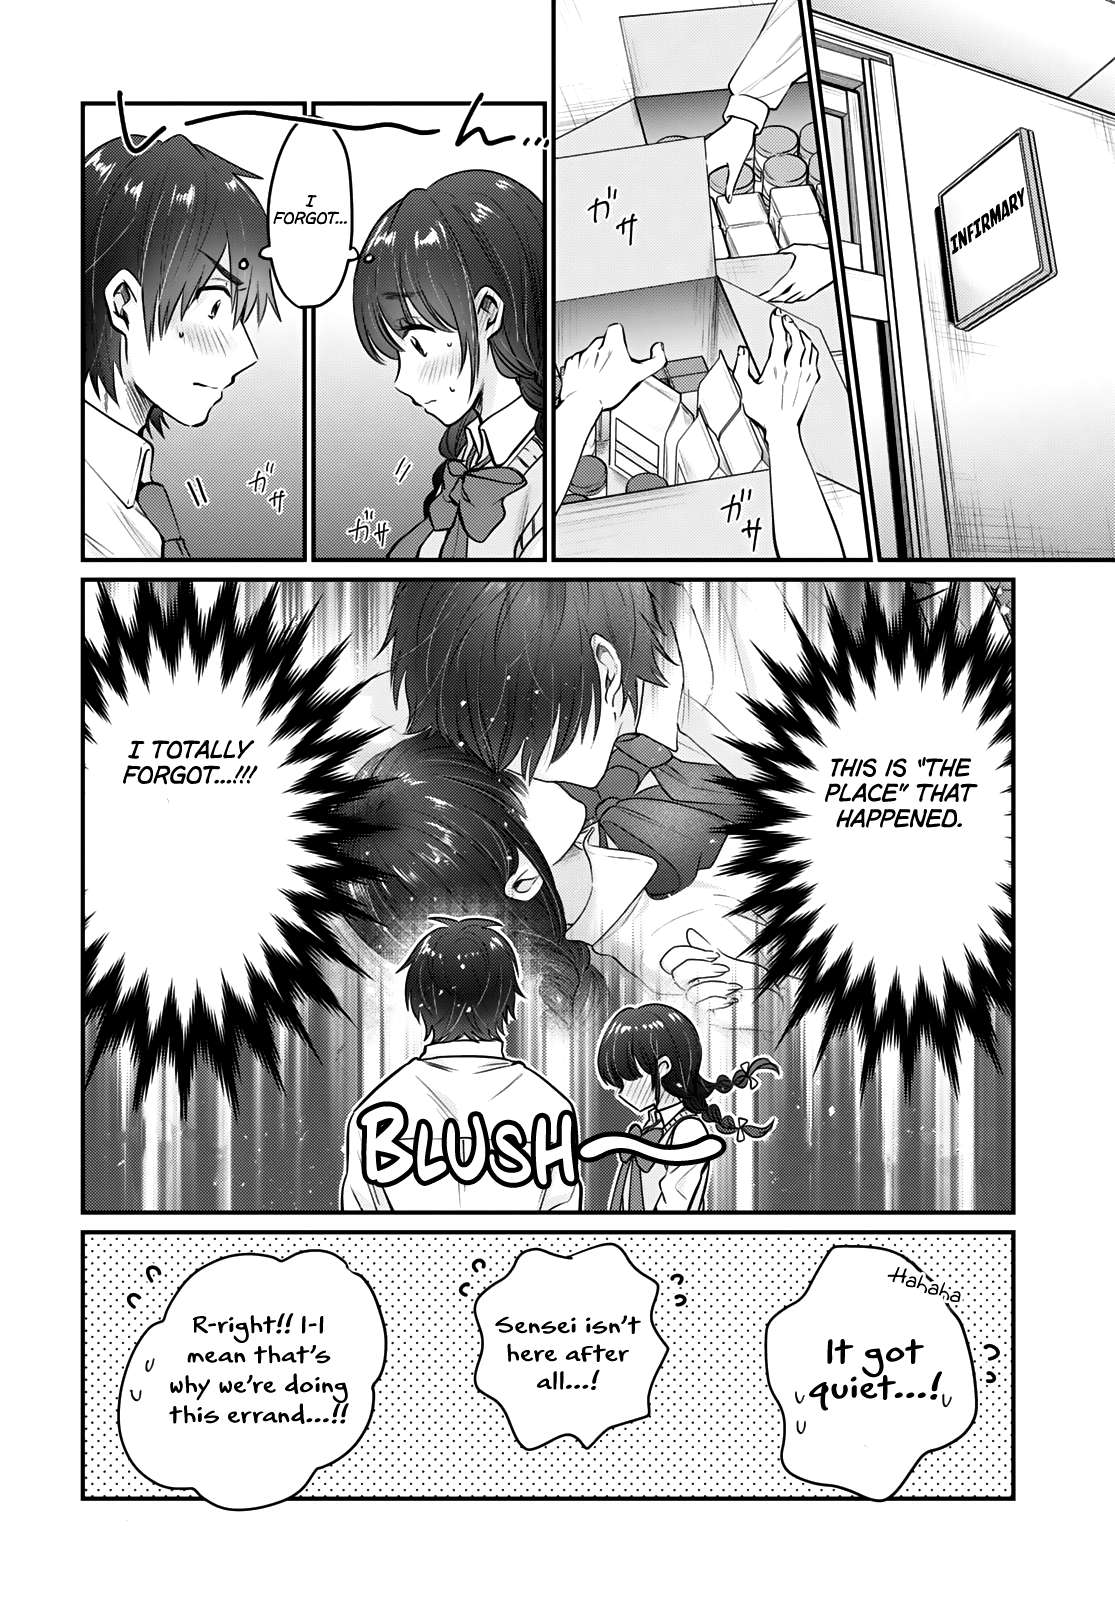 INFIRMARY
ガサ
ガサ
しーーん...
I
FORGOT...
ガサ
ガサ
THIS IS "THE
PLACE" THAT
HAPPENED.
I TOTALLY
FORGOT...!!!
BLUSH~
Hahaha
It got
quiet...!
Sensei isn't
here after
all...!
R-right!! I-I
mean that's
why we're doing
this errand...!!